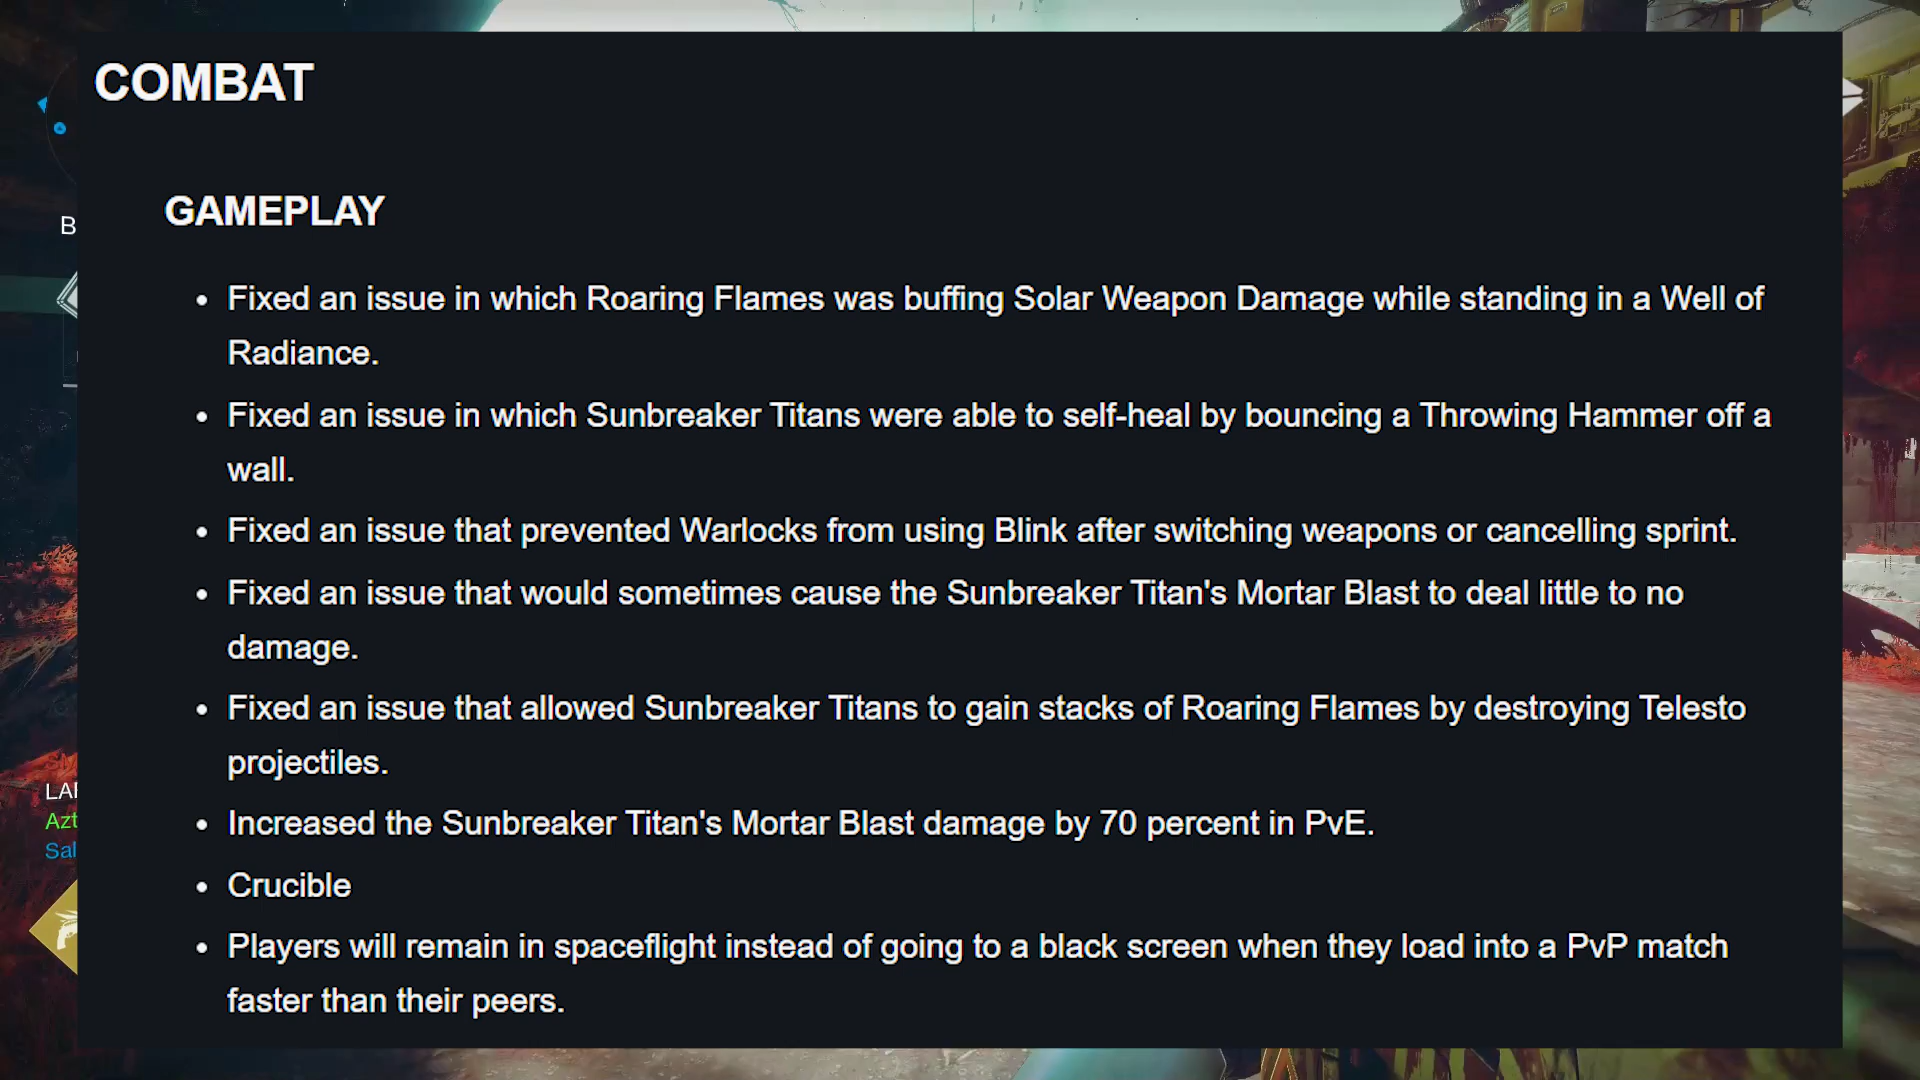 COMBAT
GAMEPLAY
• Fixed an issue in which Roaring Flames was buffing Solar Weapon Damage while standing in a Well of
Radiance.
• Fixed an issue in which Sunbreaker Titans were able to self-heal by bouncing a Throwing Hammer off a
wall.
• Fixed an issue that prevented Warlocks from using Blink after switching weapons or cancelling sprint.
• Fixed an issue that would sometimes cause the Sunbreaker Titan's Mortar Blast to deal little to no
damage.
• Fixed an issue that allowed Sunbreaker Titans to gain stacks of Roaring Flames by destroying Telesto
projectiles.
• Increased the Sunbreaker Titan's Mortar Blast damage by 70 percent in PvE.
• Crucible
• Players will remain in spaceflight instead of going to a black screen when they load into a PvP match
faster than their peers.
B
Azt
Sal